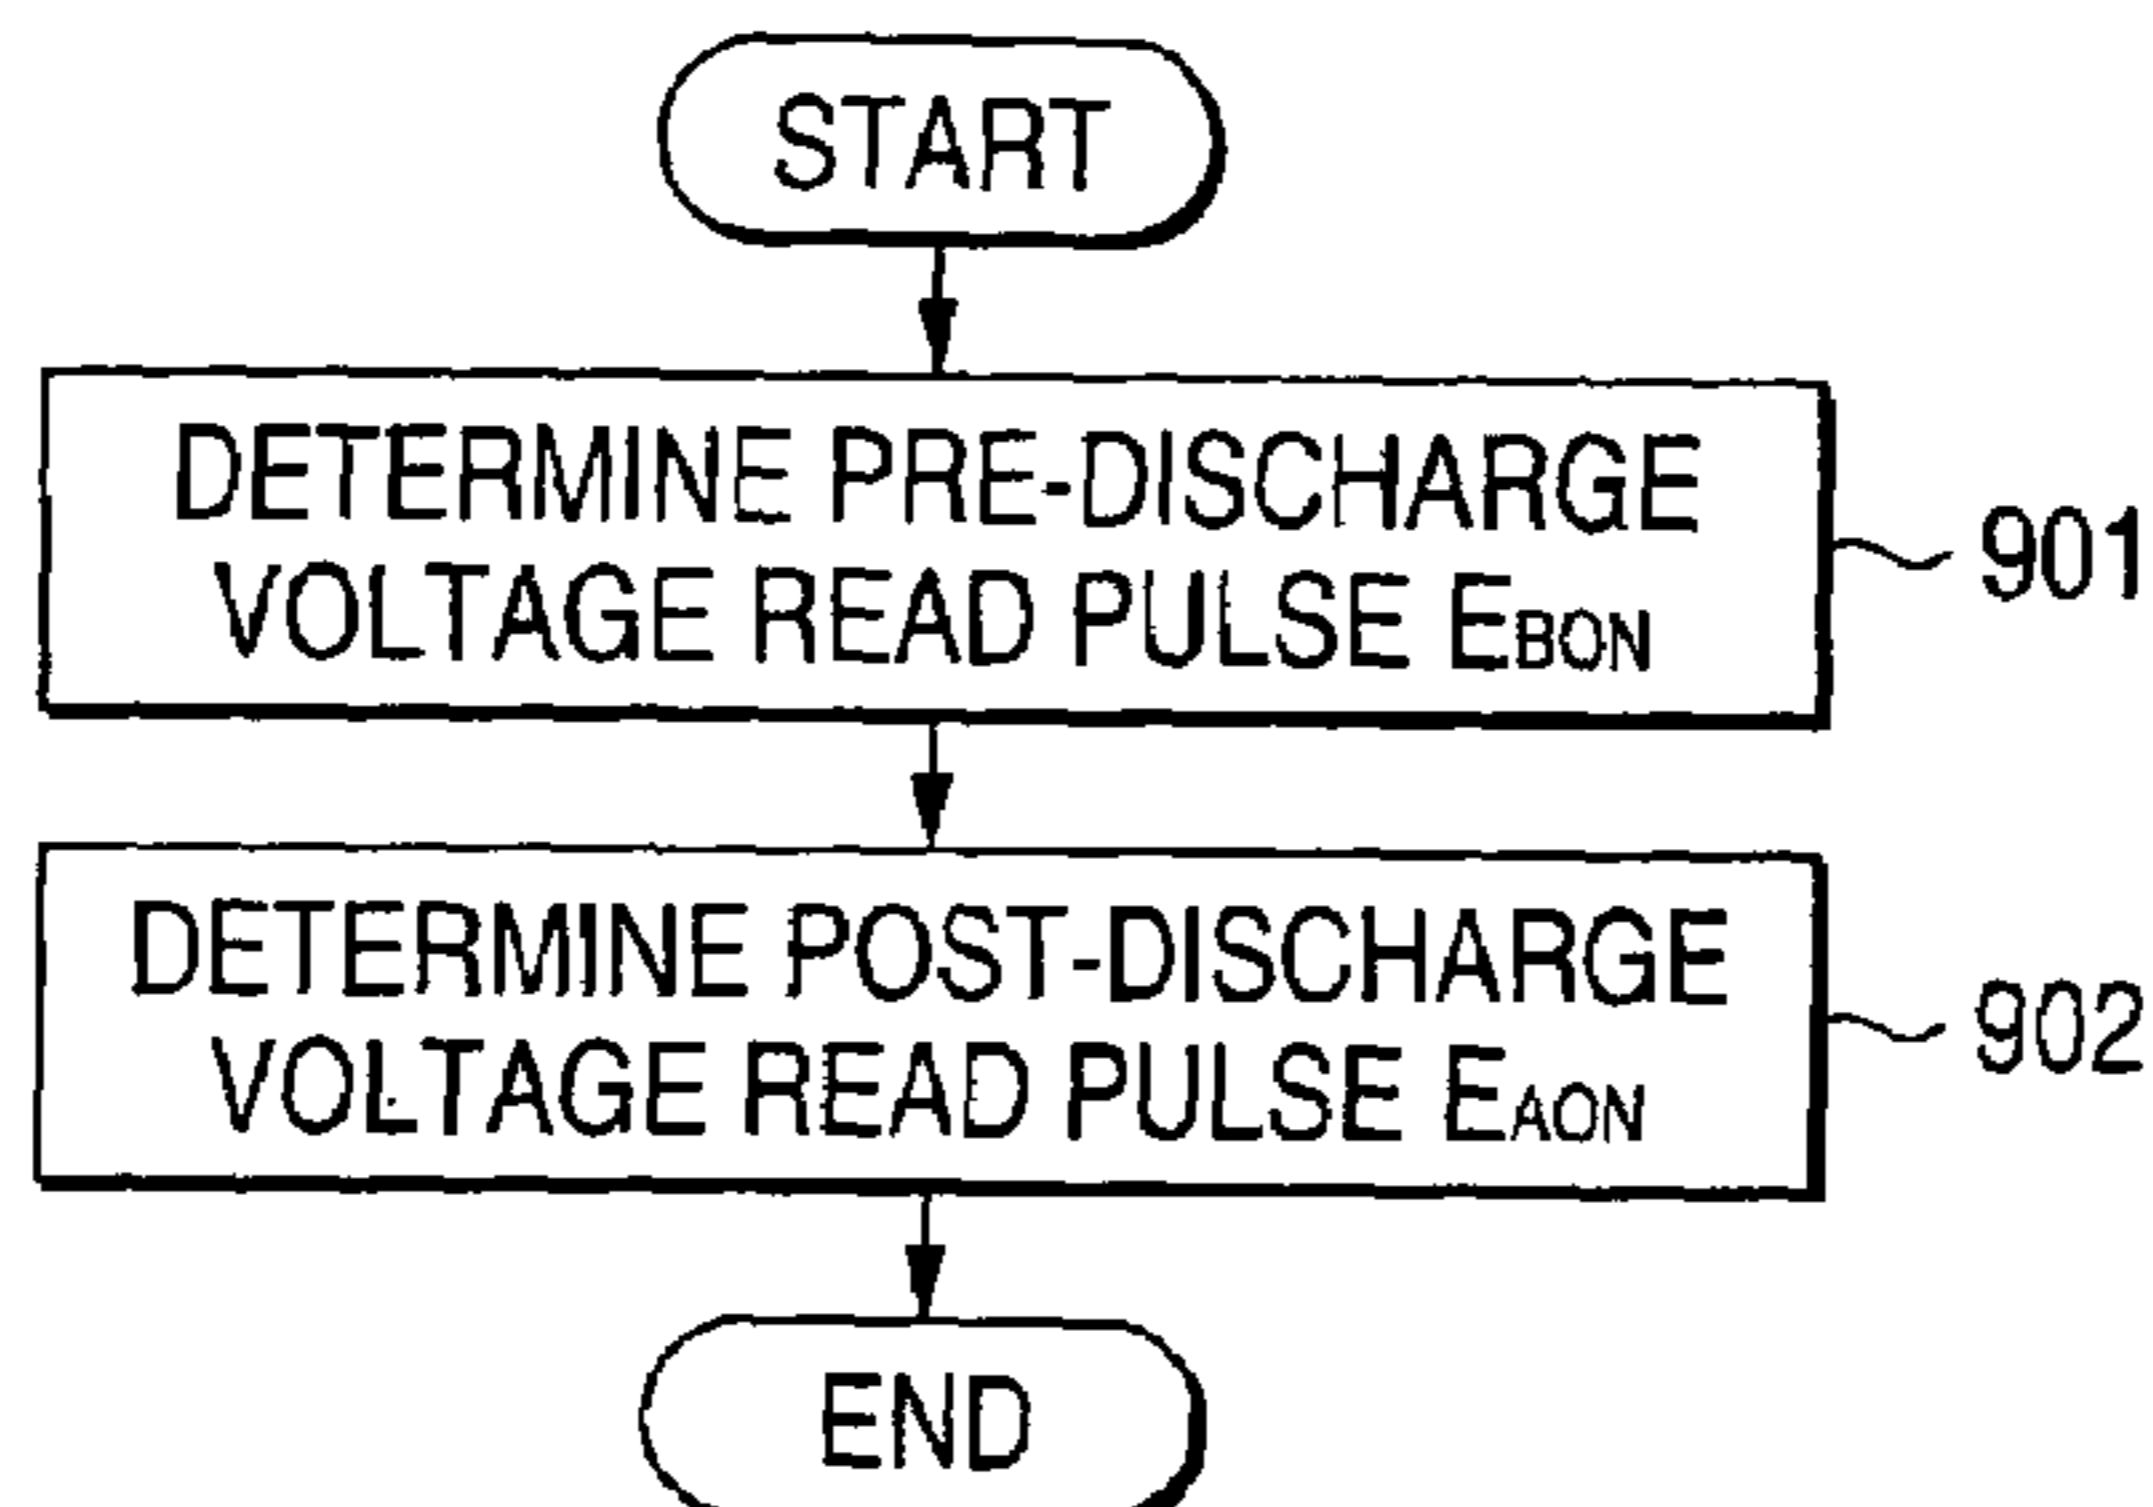 START
DETERMINE PRE-DISCHARGE
VOLTAGE READ PULSE EBON
901
DETERMINE POST-DISCHARGE
VOLTAGE READ PULSE EAON
902
END